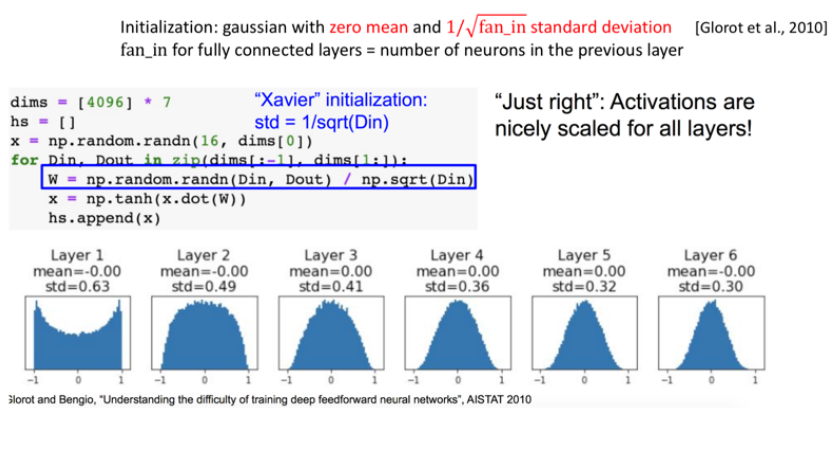 Initialization: gaussian with zero mean and 1/√fan_in standard deviation [Glorot et al., 2010]
fan_in for fully connected layers = number of neurons in the previous layer
dims = [4096] * 7
hs = []
x = np.random.randn(16, dims[0])
for Din, Dout in zip(dims[:-1], dims[1:]):
W = np.random.randn(Din, Dout) / np.sqrt(Din)
x = np.tanh(x.dot(W))
hs.append(x)
“Xavier” initialization:
std = 1/sqrt(Din)
“Just right”: Activations are
nicely scaled for all layers!
Layer 1
mean=-0.00
std=0.63
-1 0 1
Layer 2
mean=-0.00
std=0.49
-1 0 1
Layer 3
mean=0.00
std=0.41
-1 0 1
Layer 4
mean=0.00
std=0.36
-1 0 1
Layer 5
mean=0.00
std=0.32
-1 0 1
Layer 6
mean=-0.00
std=0.30
-1 0 1
Glorot and Bengio, “Understanding the difficulty of training deep feedforward neural networks”, AISTAT 2010